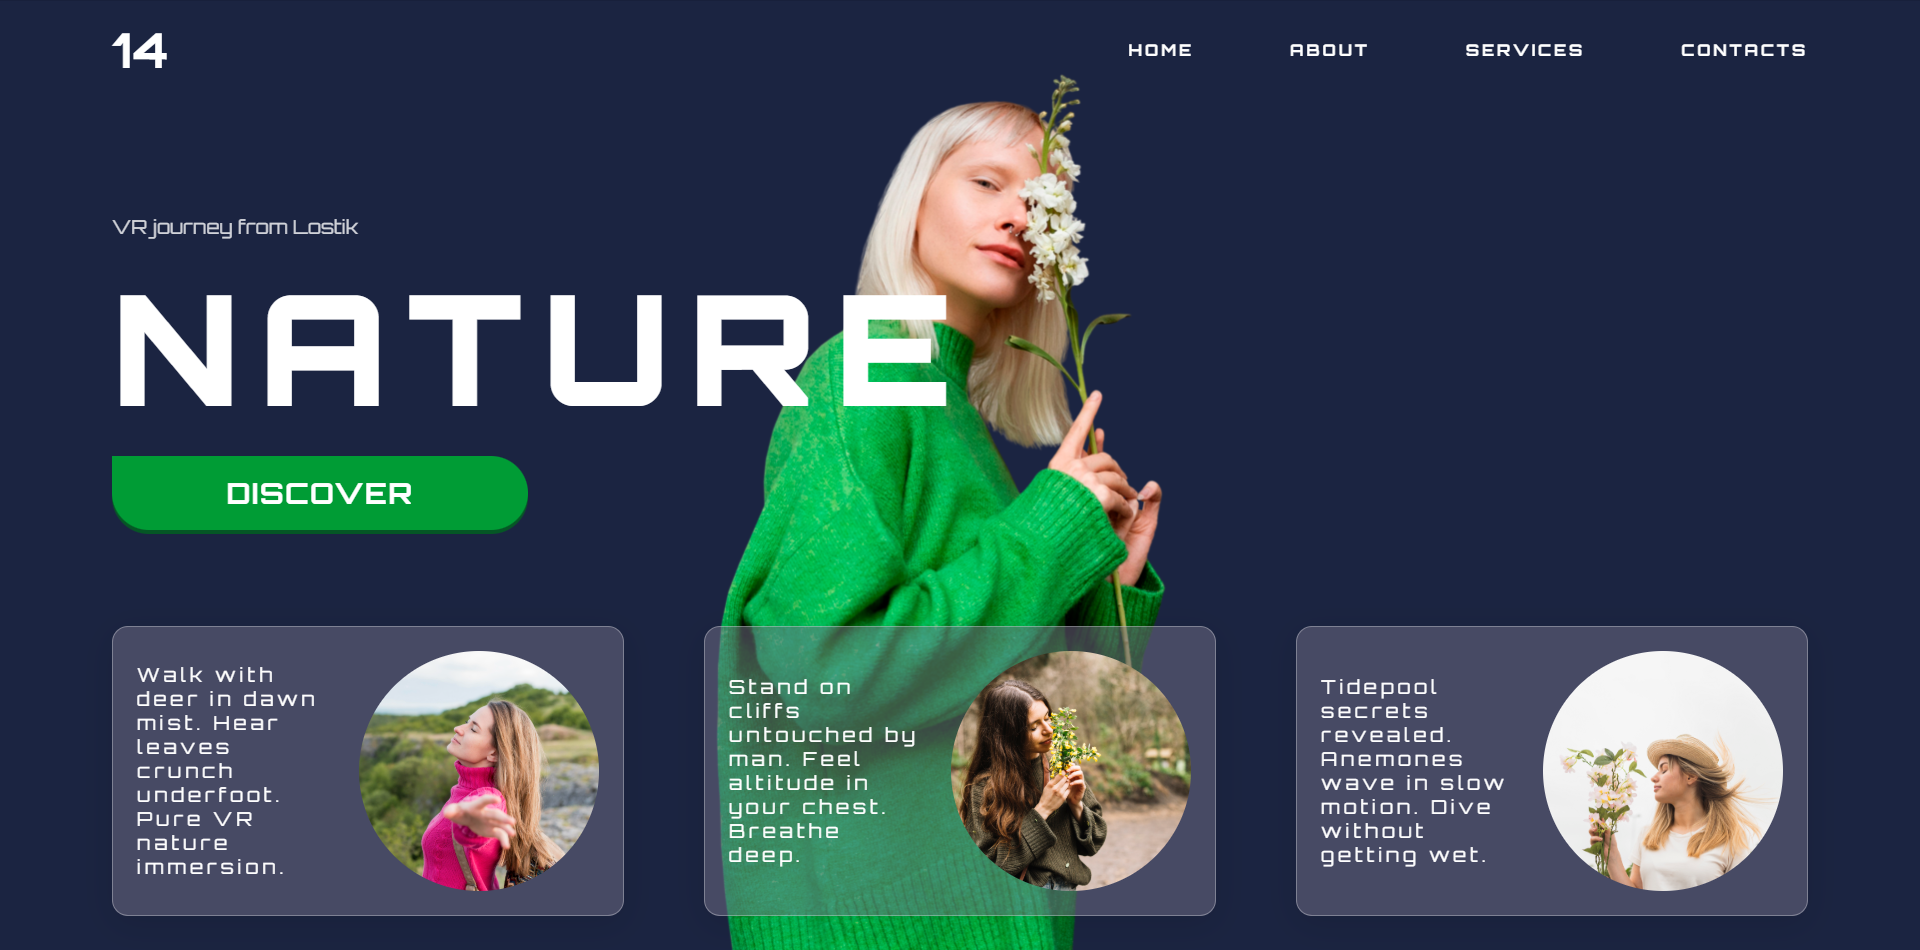 14
HOME
ABOUT
SERVICES
CONTACTS
VR journey from Lostik
NATURE
DISCOVER
Walk with
deer in dawn
mist. Hear
leaves
crunch
underfoot.
Pure VR
nature
immersion.
Stand on
cliffs
untouched by
man. Feel
altitude in
your chest.
Breathe
deep.
Tidepool
secrets
revealed.
Anemones
wave in slow
motion. Dive
without
getting wet.